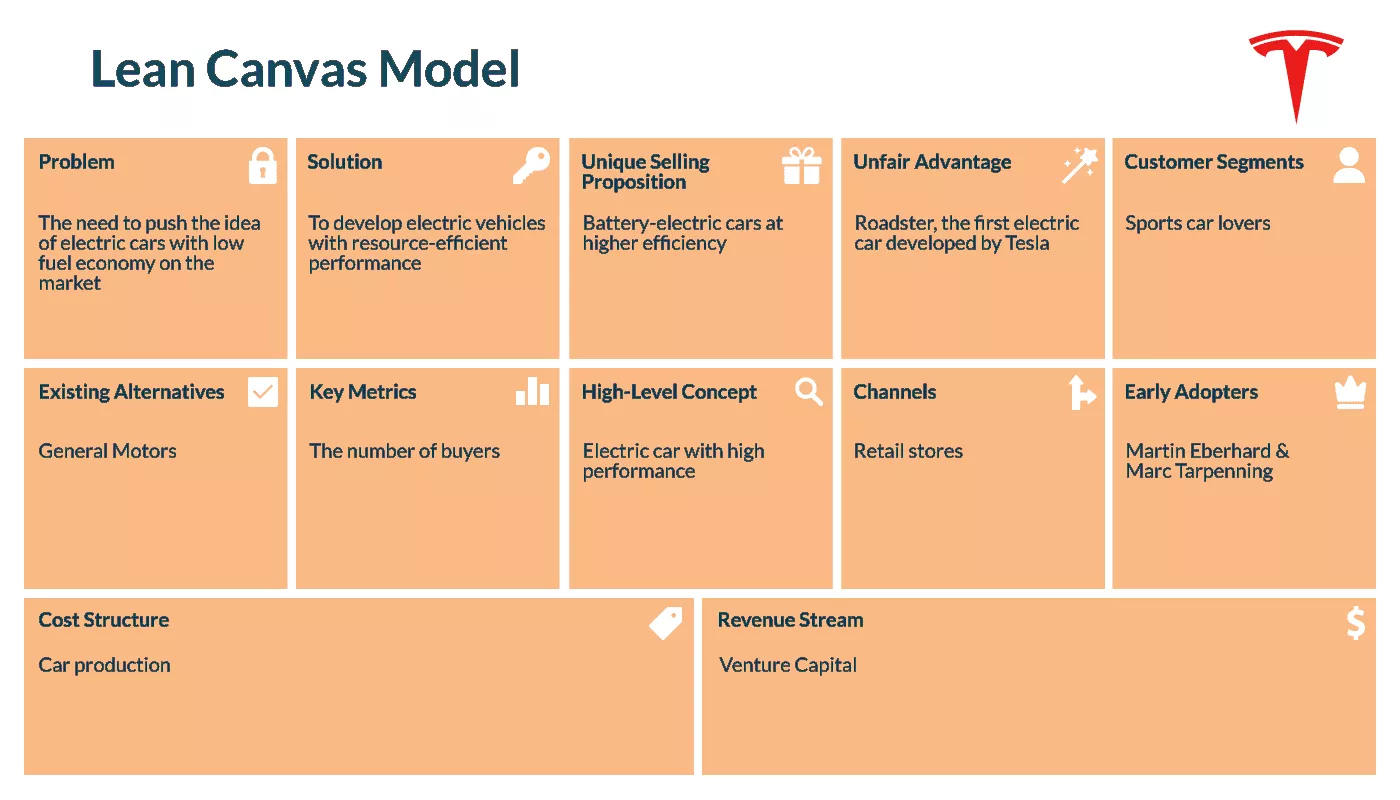 Lean Canvas Model
Problem
The need to push the idea
of electric cars with low
fuel economy on the
market
Solution
To develop electric vehicles
with resource-efficient
performance
Unique Selling
Proposition
Battery-electric cars at
higher efficiency
Unfair Advantage
Roadster, the first electric
car developed by Tesla
Customer Segments
Sports car lovers
Existing Alternatives
General Motors
Key Metrics
The number of buyers
High-Level Concept
Electric car with high
performance
Channels
Retail stores
Early Adopters
Martin Eberhard &
Marc Tarpenning
Cost Structure
Car production
Revenue Stream
Venture Capital